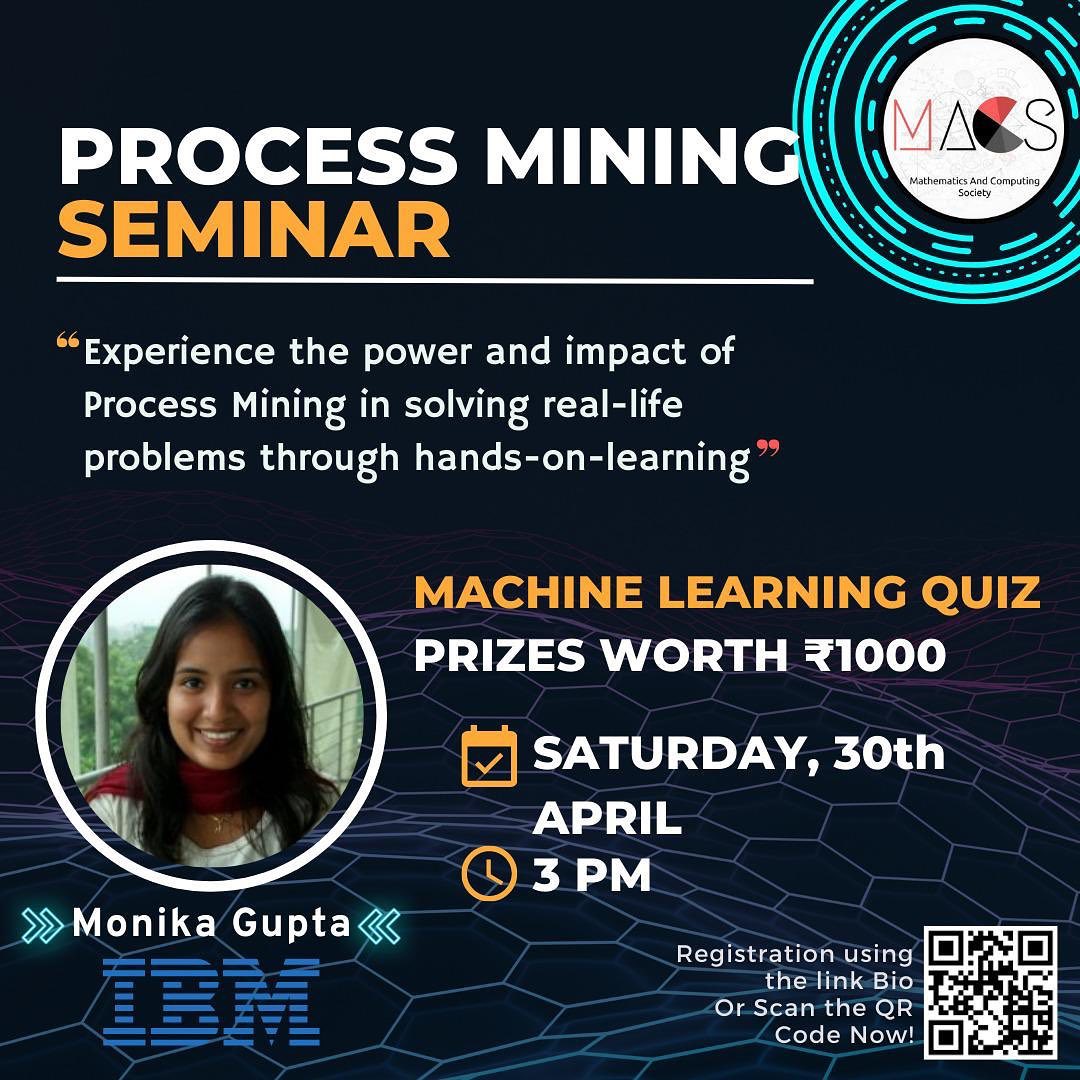 MACS
Mathematics And Computing
Society
PROCESS MINING
SEMINAR
“Experience the power and impact of
Process Mining in solving real-life
problems through hands-on-learning”
MACHINE LEARNING QUIZ
PRIZES WORTH ₹1000
SATURDAY, 30th
APRIL
3 PM
Monika Gupta
IBM
Registration using
the link Bio
Or Scan the QR
Code Now!